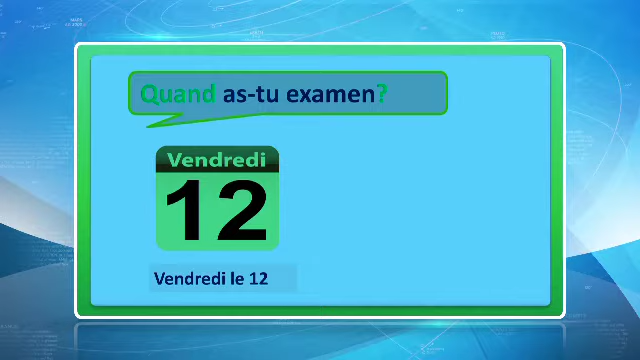 Quand as-tu examen?
Vendredi
12
Vendredi le 12